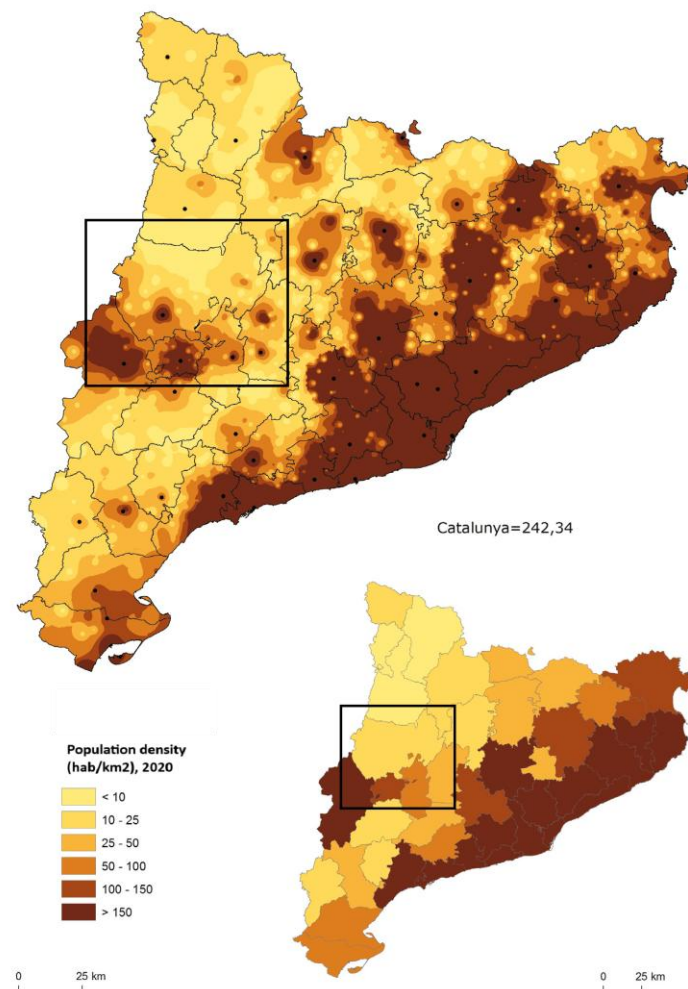 Catalunya=242,34
Population density
(hab/km2), 2020
< 10
10 - 25
25 - 50
50 - 100
100 - 150
> 150
0 25 km
0 25 km